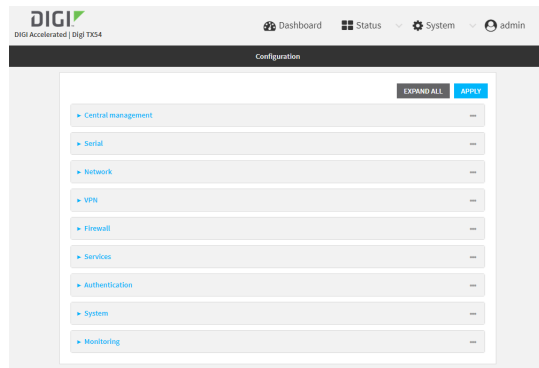 DIGI
DIGI Accelerated | Digi TX54
Dashboard Status System admin
Configuration
EXPAND ALL APPLY
Central management
Serial
Network
VPN
Firewall
Services
Authentication
System
Monitoring